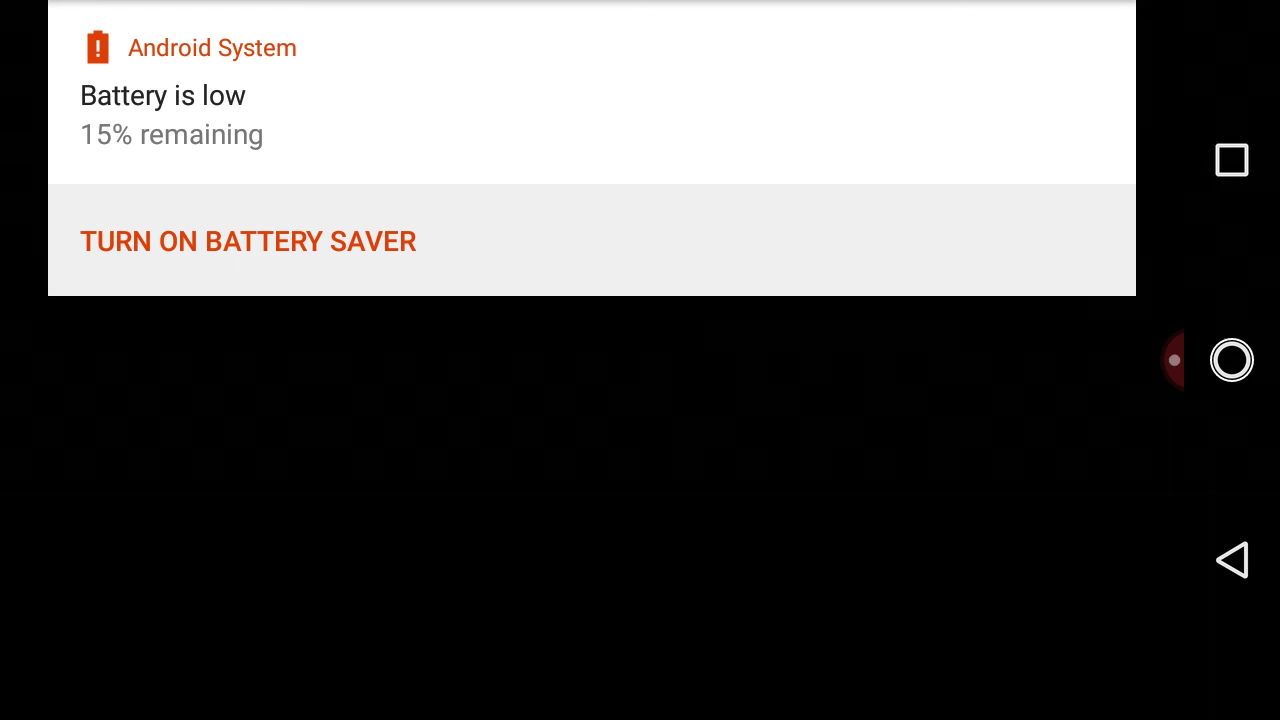 Android System
Battery is low
15% remaining
TURN ON BATTERY SAVER